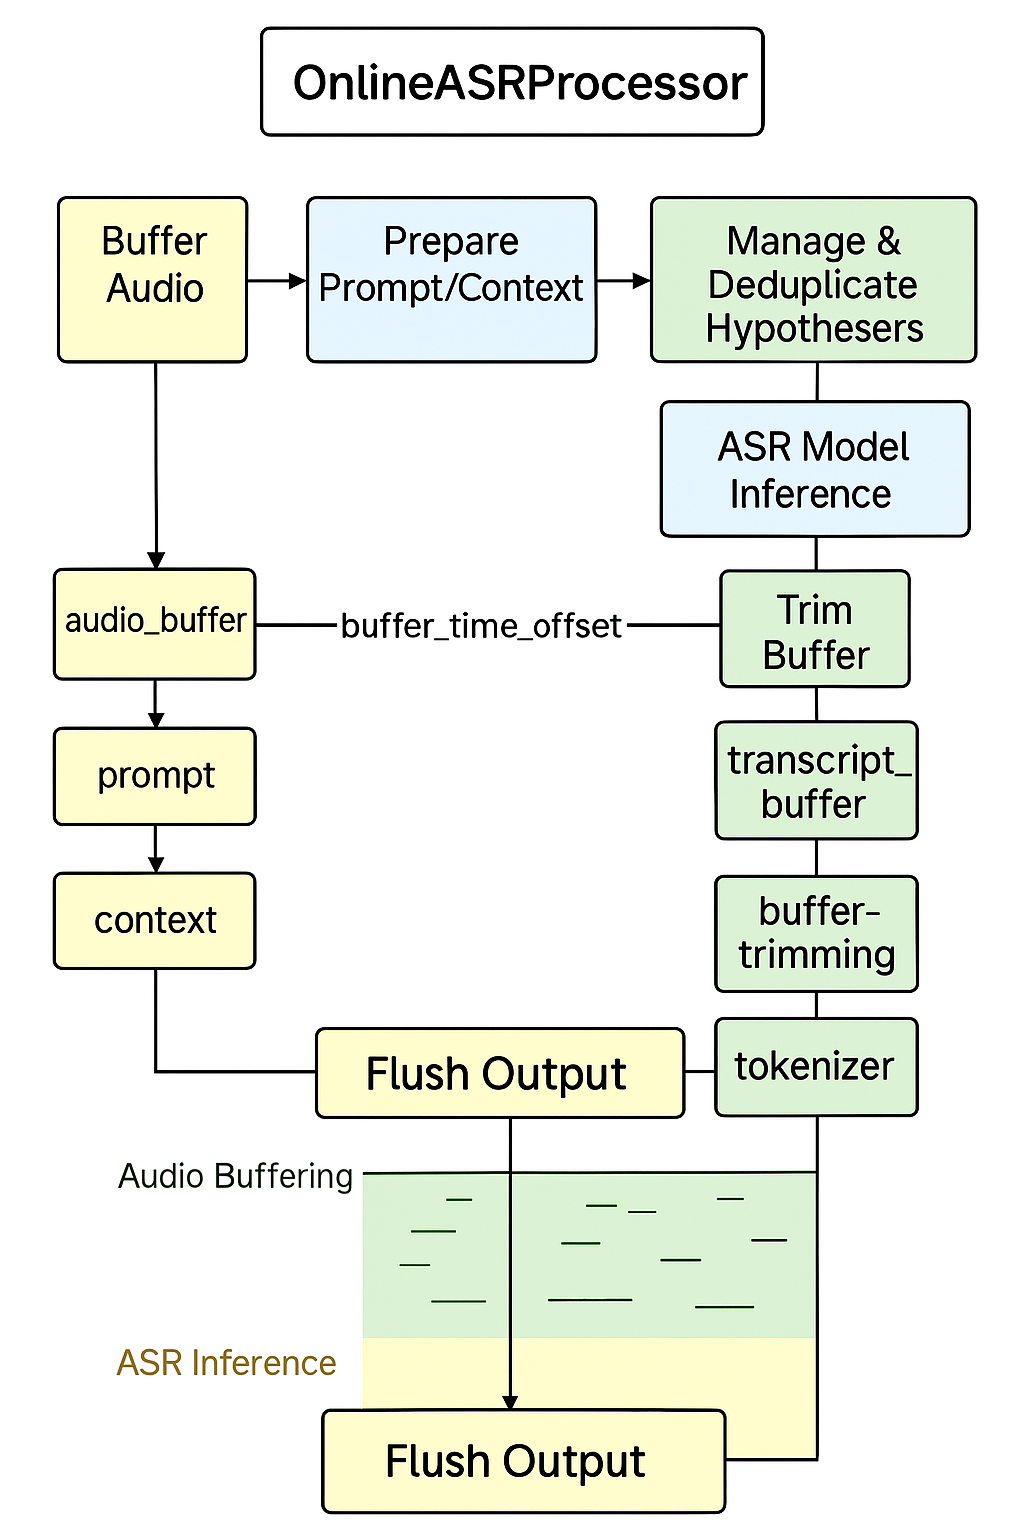 OnlineASRProcessor
Buffer
Audio
Prepare
Prompt/Context
Manage &
Deduplicate
Hypothesers
ASR Model
Inference
audio_buffer
buffer_time_offset
Trim
Buffer
prompt
transcript_
buffer
context
buffer-
trimming
Flush Output
tokenizer
Audio Buffering
ASR Inference
Flush Output